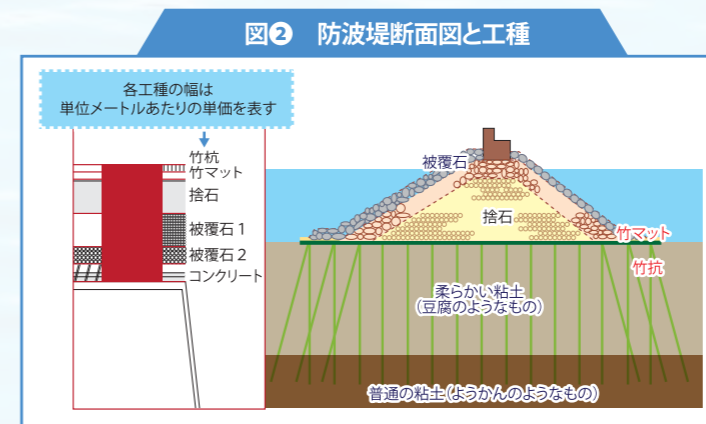 図❷ 防波堤断面図と工種
各工種の幅は
単位メートルあたりの単価を表す
竹杭
竹マット
捨石
被覆石1
被覆石2
コンクリート
被覆石
捨石
竹マット
竹抗
柔らかい粘土
(豆腐のようなもの)
普通の粘土(ようかんのようなもの)